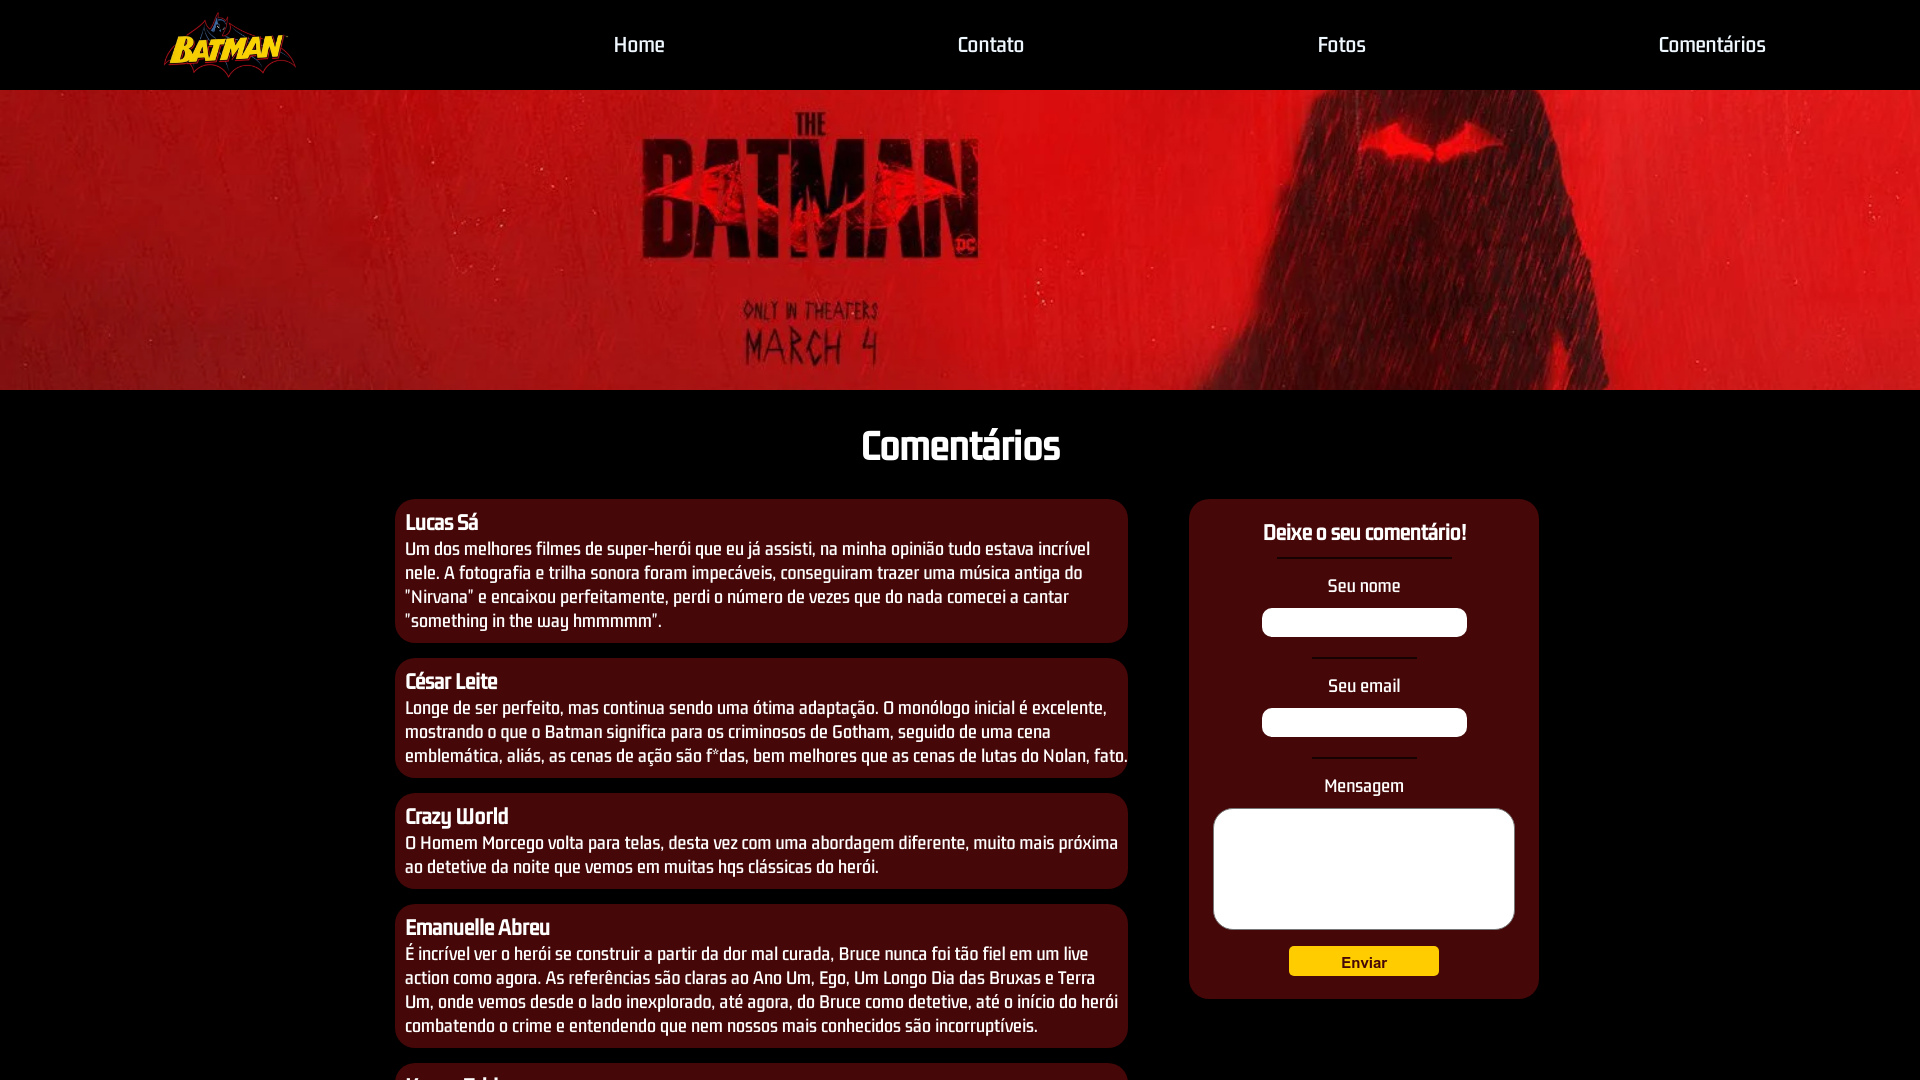 BATMAN
Home
Contato
Fotos
Comentários
THE
BATMAN
DC
ONLY IN THEATERS
MARCH 4
Comentários
Lucas Sá
Um dos melhores filmes de super-herói que eu já assisti, na minha opinião tudo estava incrível
nele. A fotografia e trilha sonora foram impecáveis, conseguiram trazer uma música antiga do
"Nirvana" e encaixou perfeitamente, perdi o número de vezes que do nada comecei a cantar
"something in the way hmmmmm".
César Leite
Longe de ser perfeito, mas continua sendo uma ótima adaptação. O monólogo inicial é excelente,
mostrando o que o Batman significa para os criminosos de Gotham, seguido de uma cena
emblemática, aliás, as cenas de ação são f*das, bem melhores que as cenas de lutas do Nolan, fato.
Crazy World
O Homem Morcego volta para telas, desta vez com uma abordagem diferente, muito mais próxima
ao detetive da noite que vemos em muitas hqs clássicas do herói.
Emanuelle Abreu
É incrível ver o herói se construir a partir da dor mal curada, Bruce nunca foi tão fiel em um live
action como agora. As referências são claras ao Ano Um, Ego, Um Longo Dia das Bruxas e Terra
Um, onde vemos desde o lado inexplorado, até agora, do Bruce como detetive, até o início do herói
combatendo o crime e entendendo que nem nossos mais conhecidos são incorruptíveis.
Deixe o seu comentário!
Seu nome
Seu email
Mensagem
Enviar